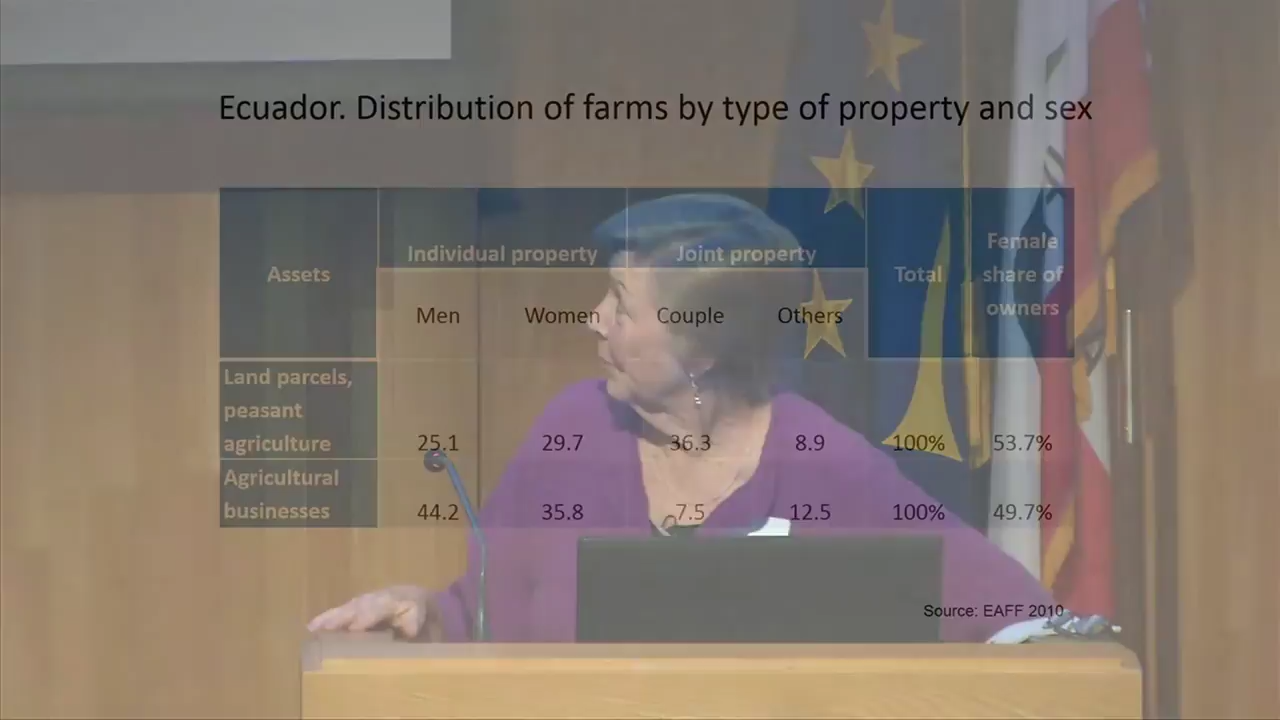 Ecuador. Distribution of farms by type of property and sex
Assets
Individual property
Joint property
Total
Female
share of
owners
Men
Women
Couple
Others
Land parcels,
peasant
agriculture
25.1
29.7
36.3
8.9
100%
53.7%
Agricultural
businesses
44.2
35.8
7.5
12.5
100%
49.7%
Source: EAFF 2010